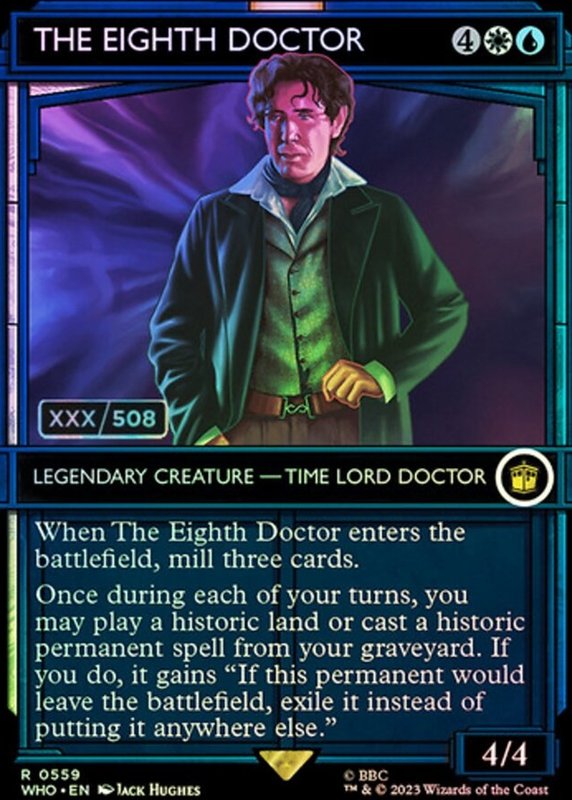 THE EIGHTH DOCTOR 4
XXX/508
LEGENDARY CREATURE — TIME LORD DOCTOR
When The Eighth Doctor enters the
battlefield, mill three cards.
Once during each of your turns, you
may play a historic land or cast a historic
permanent spell from your graveyard. If
you do, it gains “If this permanent would
leave the battlefield, exile it instead of
putting it anywhere else.”
4/4
R 0559
WHO • EN Jack Hughes
© BBC
™ & © 2023 Wizards of the Coast